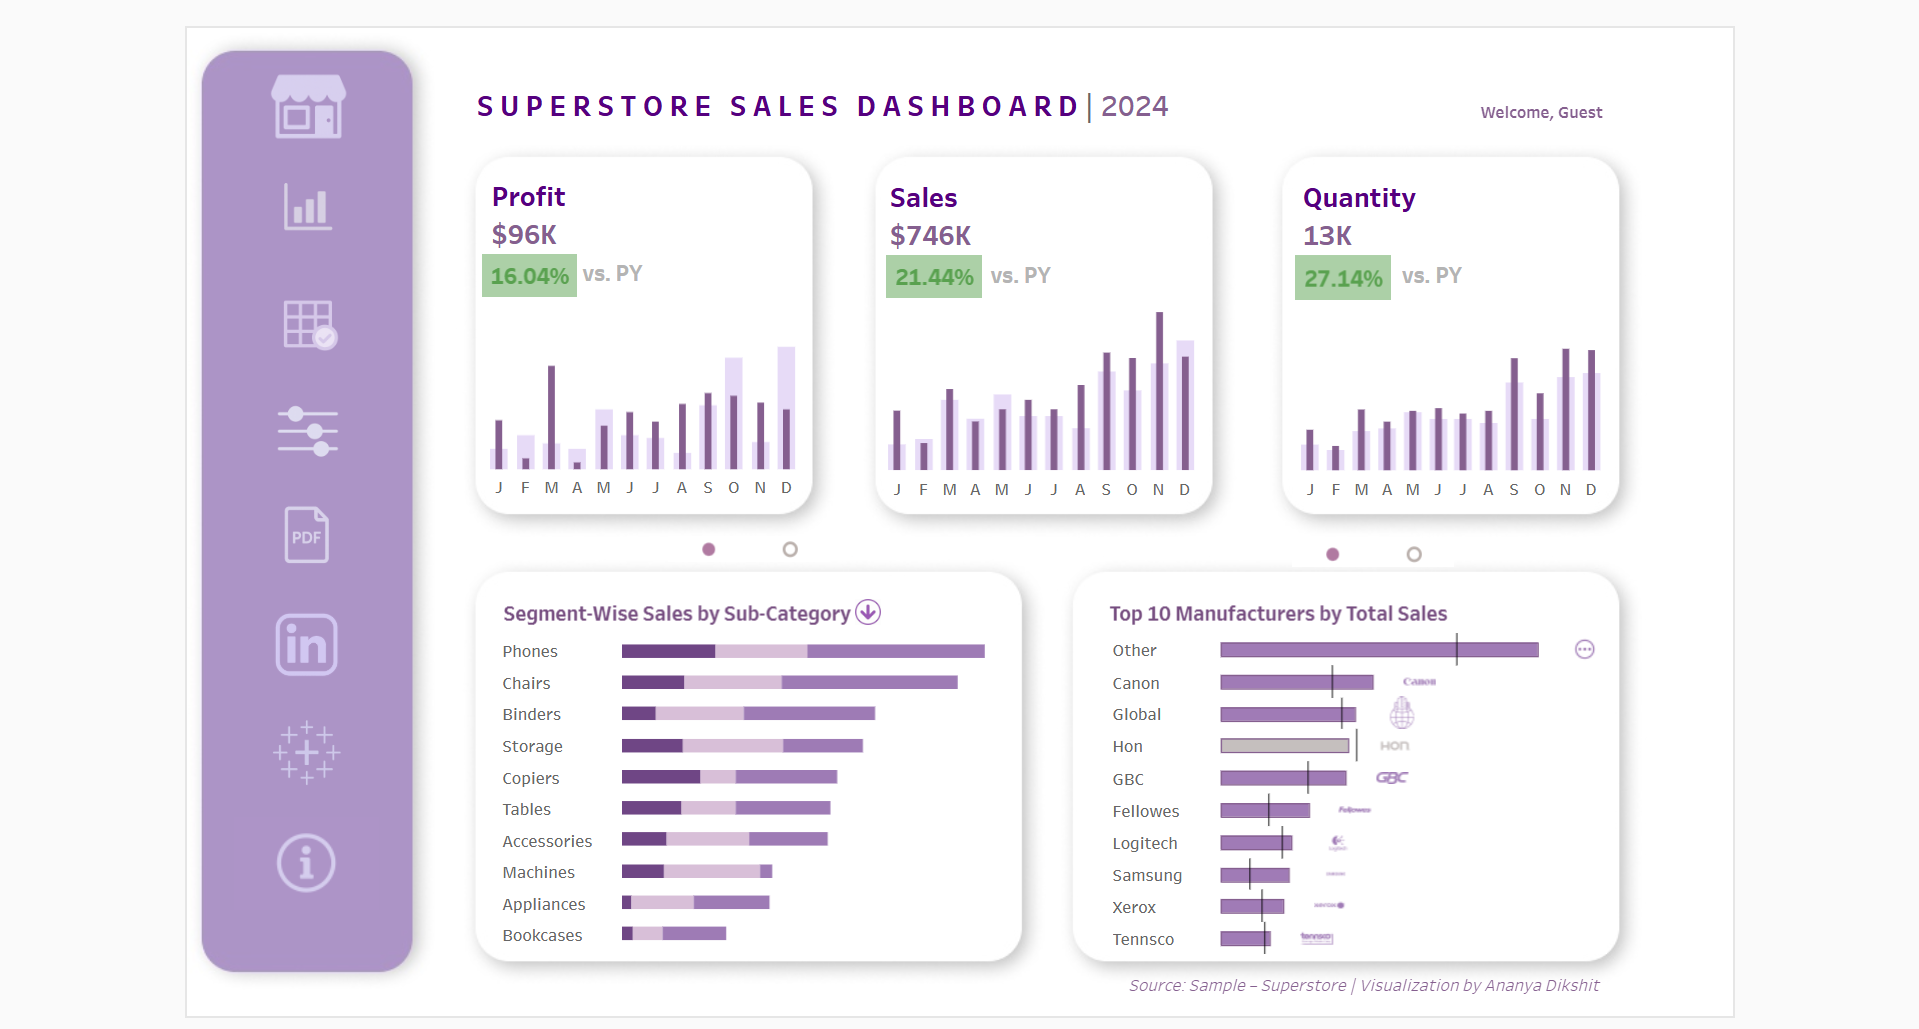 SUPERSTORE SALES DASHBOARD| 2024
Welcome, Guest
Profit
$96K
16.04% vs. PY
J F M A M J J A S O N D
Sales
$746K
21.44% vs. PY
J F M A M J J A S O N D
Quantity
13K
27.14% vs. PY
J F M A M J J A S O N D
PDF
in
Segment-Wise Sales by Sub-Category
Phones
Chairs
Binders
Storage
Copiers
Tables
Accessories
Machines
Appliances
Bookcases
Top 10 Manufacturers by Total Sales
Other
Canon Canon
Global
Hon HON
GBC GBC
Fellowes Fellowes
Logitech
Samsung
Xerox
Tennsco Tennsco
Source: Sample – Superstore | Visualization by Ananya Dikshit